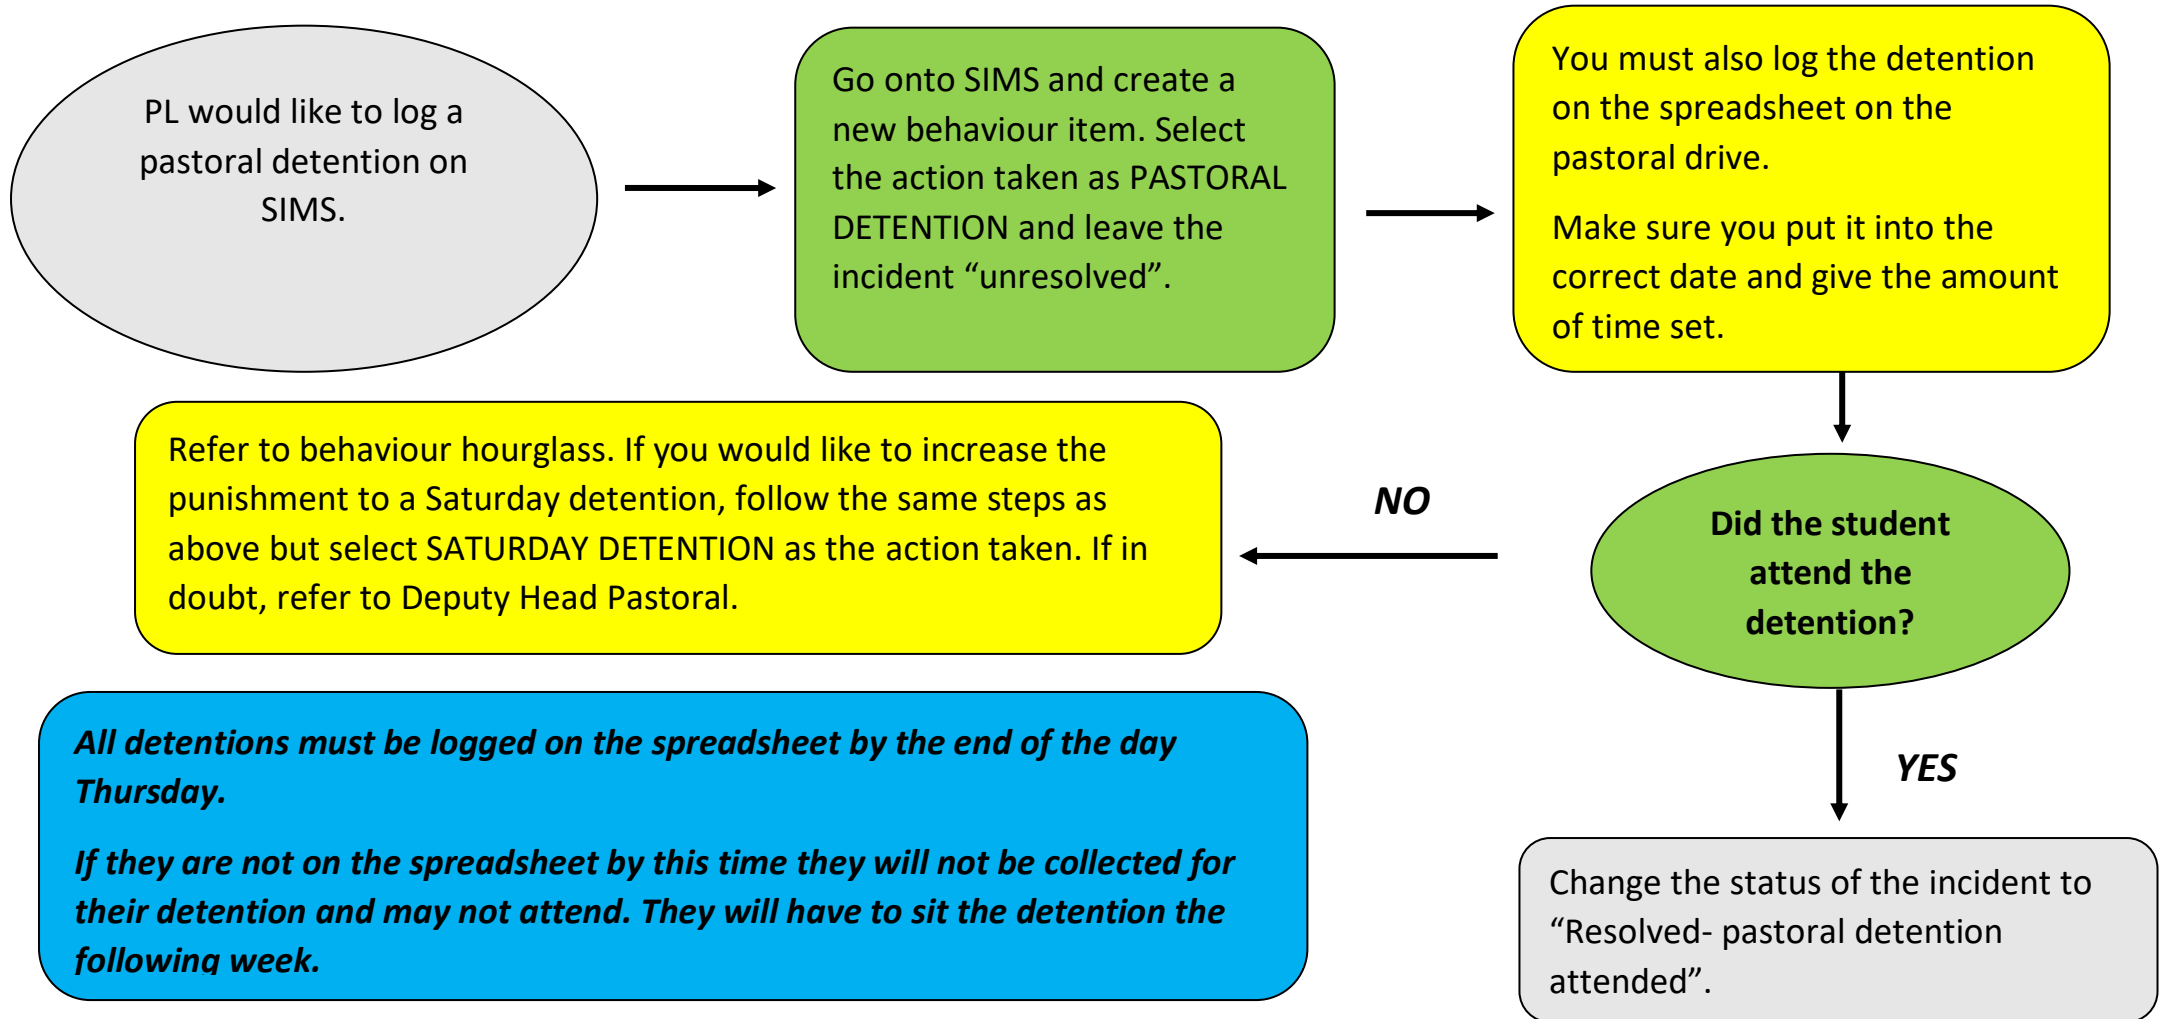 PL would like to log a
pastoral detention on
SIMS.
Go onto SIMS and create a
new behaviour item. Select
the action taken as PASTORAL
DETENTION and leave the
incident “unresolved”.
You must also log the detention
on the spreadsheet on the
pastoral drive.
Make sure you put it into the
correct date and give the amount
of time set.
Did the student
attend the
detention?
NO
Refer to behaviour hourglass. If you would like to increase the
punishment to a Saturday detention, follow the same steps as
above but select SATURDAY DETENTION as the action taken. If in
doubt, refer to Deputy Head Pastoral.
YES
Change the status of the incident to
“Resolved- pastoral detention
attended”.
All detentions must be logged on the spreadsheet by the end of the day
Thursday.
If they are not on the spreadsheet by this time they will not be collected for
their detention and may not attend. They will have to sit the detention the
following week.